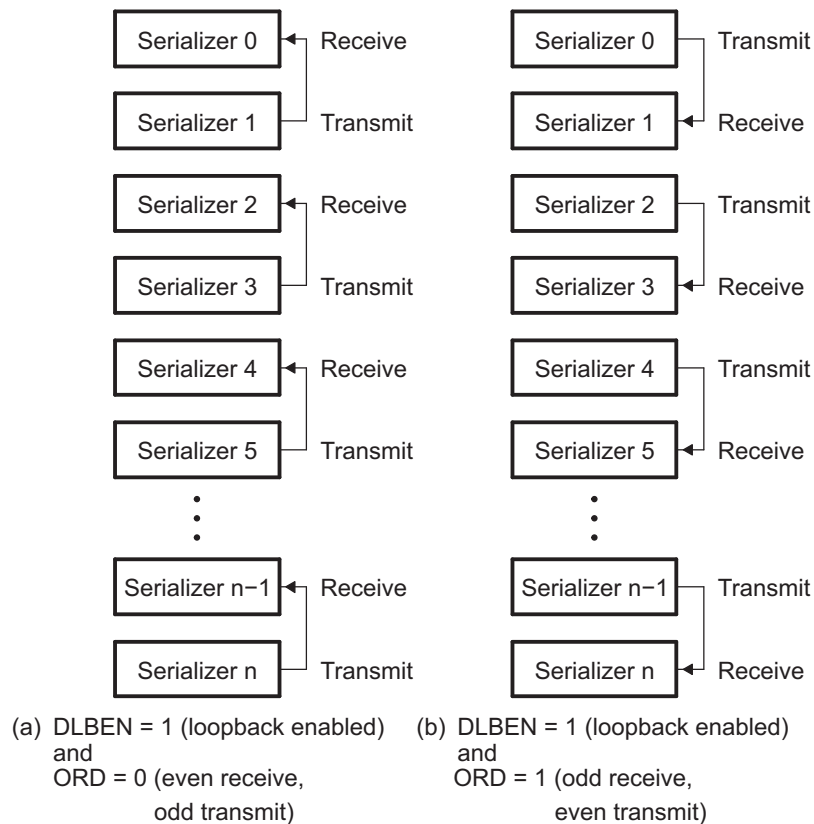 Serializer 0 Receive
Serializer 1 Transmit
Serializer 2 Receive
Serializer 3 Transmit
Serializer 4 Receive
Serializer 5 Transmit
Serializer n−1 Receive
Serializer n Transmit
(a) DLBEN = 1 (loopback enabled)
and
ORD = 0 (even receive,
odd transmit)
Serializer 0 Transmit
Serializer 1 Receive
Serializer 2 Transmit
Serializer 3 Receive
Serializer 4 Transmit
Serializer 5 Receive
Serializer n−1 Transmit
Serializer n Receive
(b) DLBEN = 1 (loopback enabled)
and
ORD = 1 (odd receive,
even transmit)